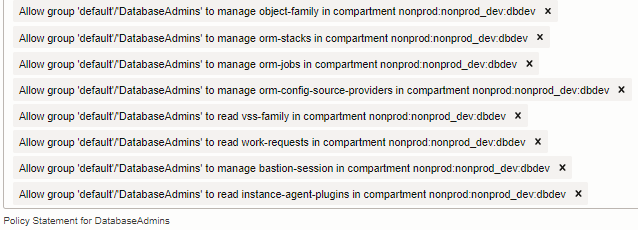 Allow group 'default'/'DatabaseAdmins' to manage object-family in compartment nonprod:nonprod_dev:dbdev ×
Allow group 'default'/'DatabaseAdmins' to manage orm-stacks in compartment nonprod:nonprod_dev:dbdev ×
Allow group 'default'/'DatabaseAdmins' to manage orm-jobs in compartment nonprod:nonprod_dev:dbdev ×
Allow group 'default'/'DatabaseAdmins' to manage orm-config-source-providers in compartment nonprod:nonprod_dev:dbdev ×
Allow group 'default'/'DatabaseAdmins' to read vss-family in compartment nonprod:nonprod_dev:dbdev ×
Allow group 'default'/'DatabaseAdmins' to read work-requests in compartment nonprod:nonprod_dev:dbdev ×
Allow group 'default'/'DatabaseAdmins' to manage bastion-session in compartment nonprod:nonprod_dev:dbdev ×
Allow group 'default'/'DatabaseAdmins' to read instance-agent-plugins in compartment nonprod:nonprod_dev:dbdev ×
Policy Statement for DatabaseAdmins